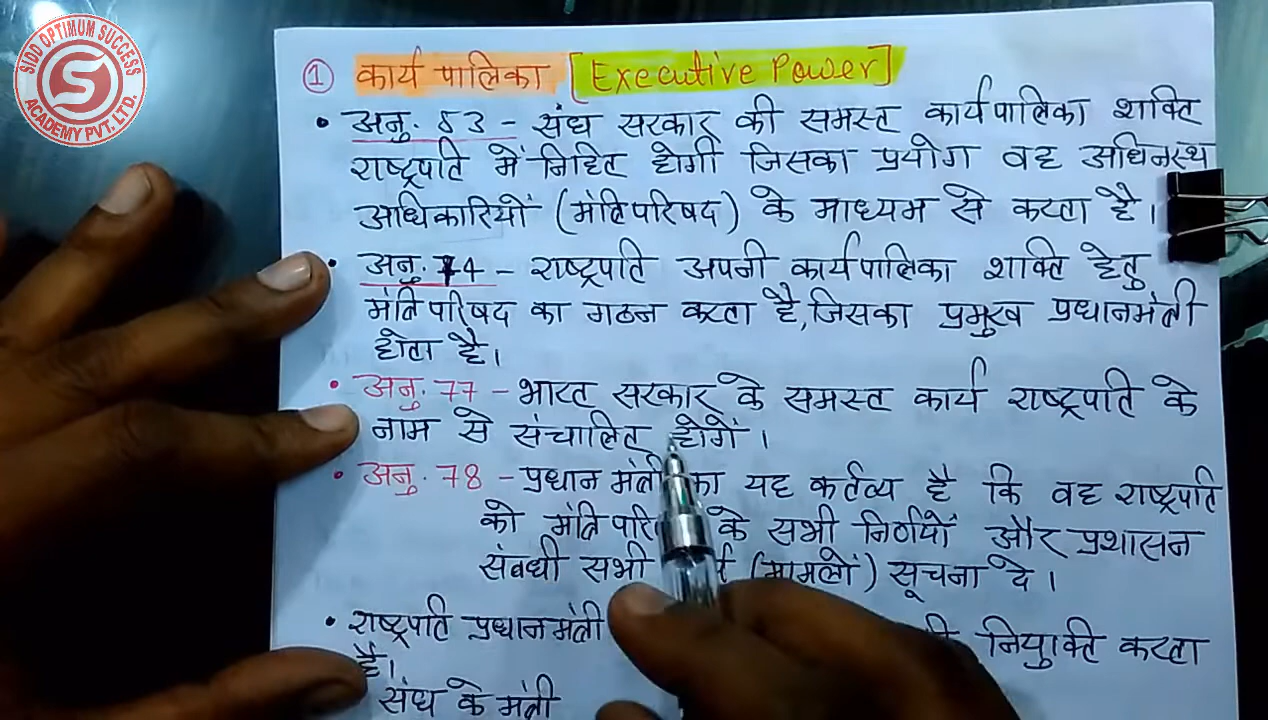 SIDD OPTIMUM SUCCESS
S
ACADEMY PVT. LTD.
① कार्यपालिका [Executive Power]
• अनु. 53 - संघ सरकार की समस्त कार्यपालिका शक्ति
राष्ट्रपति में निहित होगी जिसका प्रयोग वह अधिनस्थ
अधिकारियों (मंत्रिपरिषद) के माध्यम से करता है।
• अनु. 74 - राष्ट्रपति अपनी कार्यपालिका शक्ति हेतु
मंत्रिपरिषद का गठन करता है, जिसका प्रमुख प्रधानमंत्री
होता है।
• अनु. 77 - भारत सरकार के समस्त कार्य राष्ट्रपति के
नाम से संचालित होगें।
• अनु. 78 - प्रधान मंत्री का यह कर्तव्य है कि वह राष्ट्रपति
को के सभी निर्णयों और प्रशासन
संबधी सभी (मामलों) सूचना दे।
• राष्ट्रपति प्रधानमंत्री नियुक्ति करता
है।
संघ के मंत्री